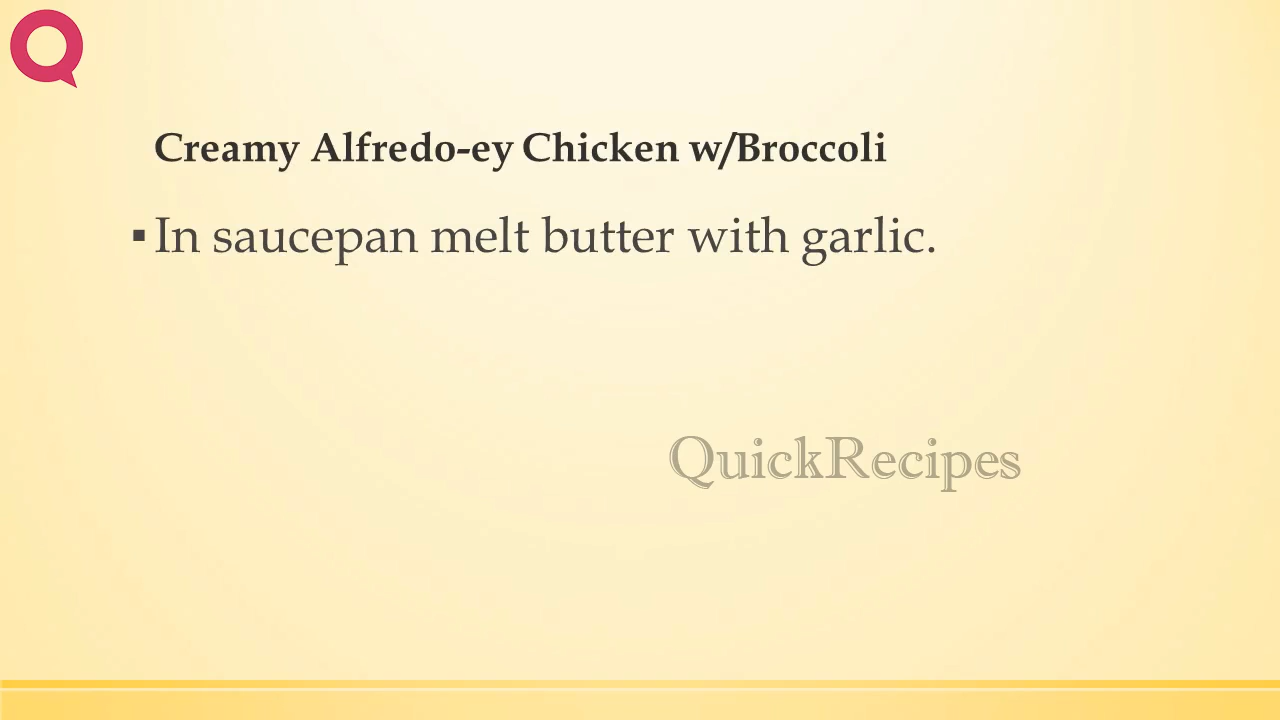 Creamy Alfredo-ey Chicken w/Broccoli
▪In saucepan melt butter with garlic.
QuickRecipes